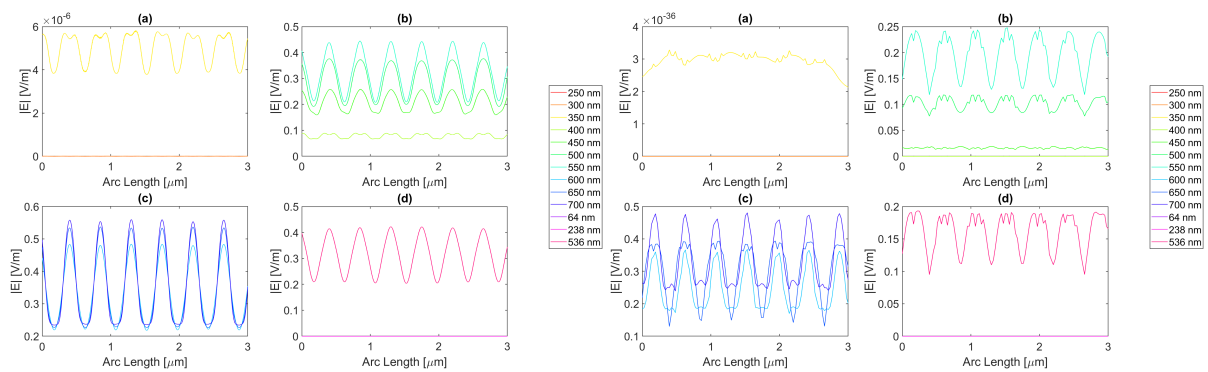 (a)
×10⁻⁶
6
4
2
0
|E| [V/m]
0 1 2 3
Arc Length [μm]
(b)
0.5
0.4
0.3
0.2
0.1
0
|E| [V/m]
0 1 2 3
Arc Length [μm]
(c)
0.6
0.5
0.4
0.3
0.2
|E| [V/m]
0 1 2 3
Arc Length [μm]
(d)
0.5
0.4
0.3
0.2
0.1
0
|E| [V/m]
0 1 2 3
Arc Length [μm]
250 nm
300 nm
350 nm
400 nm
450 nm
500 nm
550 nm
600 nm
650 nm
700 nm
64 nm
238 nm
536 nm
(a)
×10⁻³⁶
4
3
2
1
0
|E| [V/m]
0 1 2 3
Arc Length [μm]
(b)
0.25
0.2
0.15
0.1
0.05
0
|E| [V/m]
0 1 2 3
Arc Length [μm]
(c)
0.5
0.4
0.3
0.2
0.1
|E| [V/m]
0 1 2 3
Arc Length [μm]
(d)
0.2
0.15
0.1
0.05
0
|E| [V/m]
0 1 2 3
Arc Length [μm]
250 nm
300 nm
350 nm
400 nm
450 nm
500 nm
550 nm
600 nm
650 nm
700 nm
64 nm
238 nm
536 nm